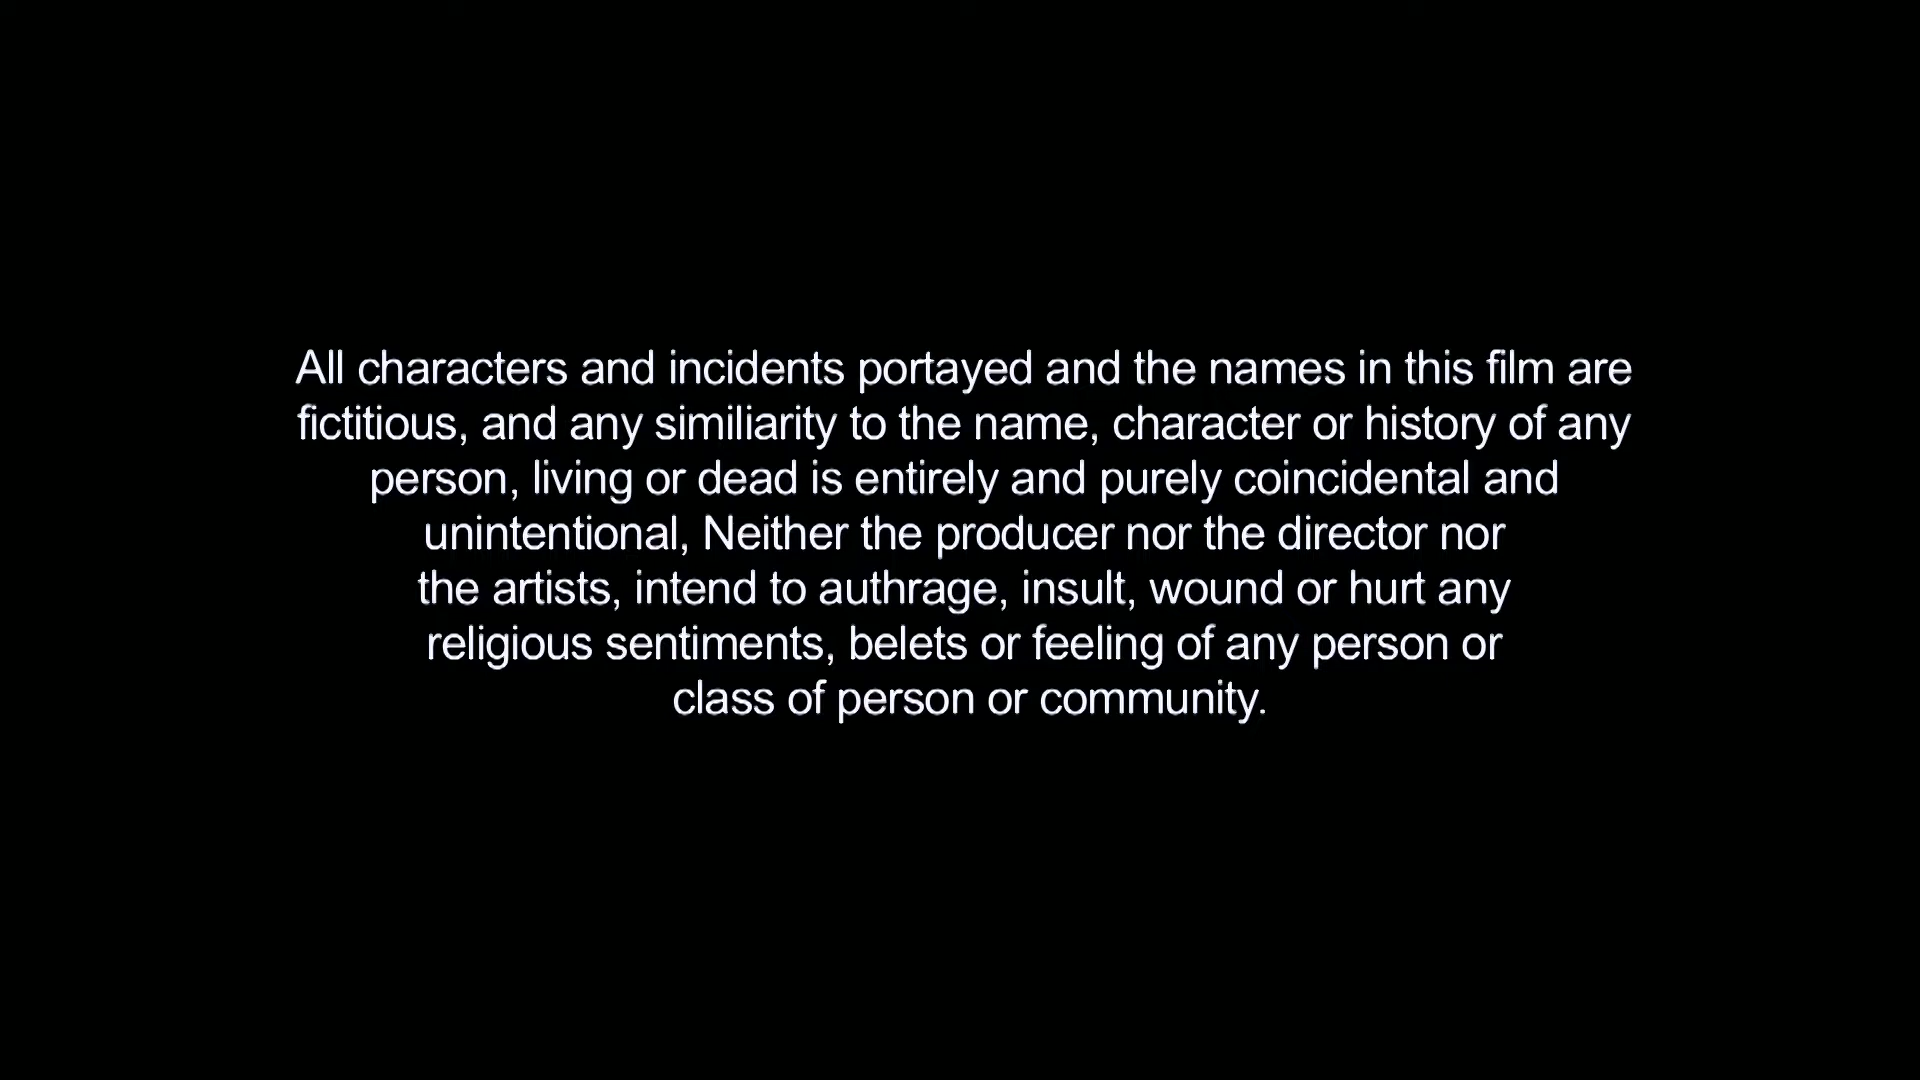 All characters and incidents portayed and the names in this film are
fictitious, and any similiarity to the name, character or history of any
person, living or dead is entirely and purely coincidental and
unintentional, Neither the producer nor the director nor
the artists, intend to authrage, insult, wound or hurt any
religious sentiments, belets or feeling of any person or
class of person or community.